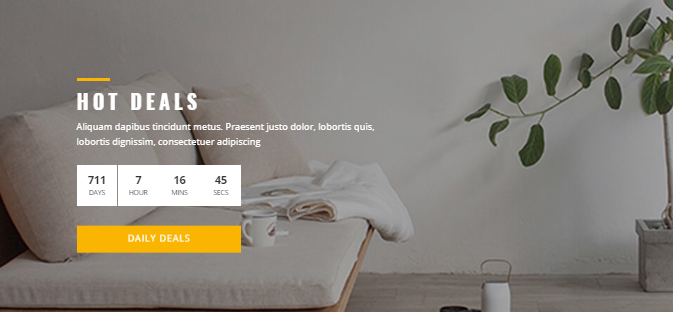 HOT DEALS
Aliquam dapibus tincidunt metus. Praesent justo dolor, lobortis quis,
lobortis dignissim, consectetuer adipiscing
711 7 16 45
DAYS HOUR MINS SECS
DAILY DEALS